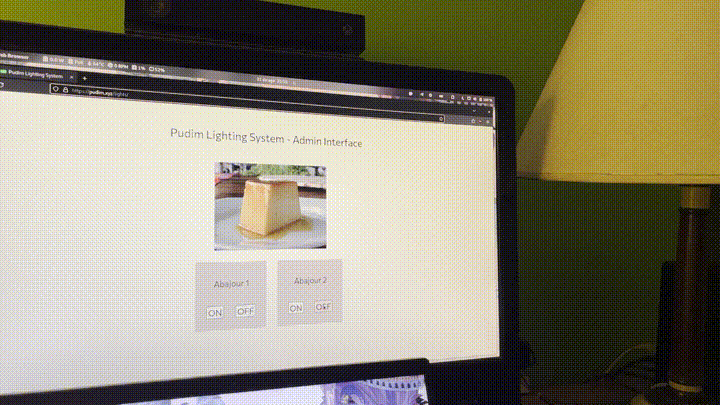 Pudim Lighting System
https://pudim.xyz/lights/
Pudim Lighting System - Admin Interface
Abajour 1
Abajour 2
ON OFF
ON OFF